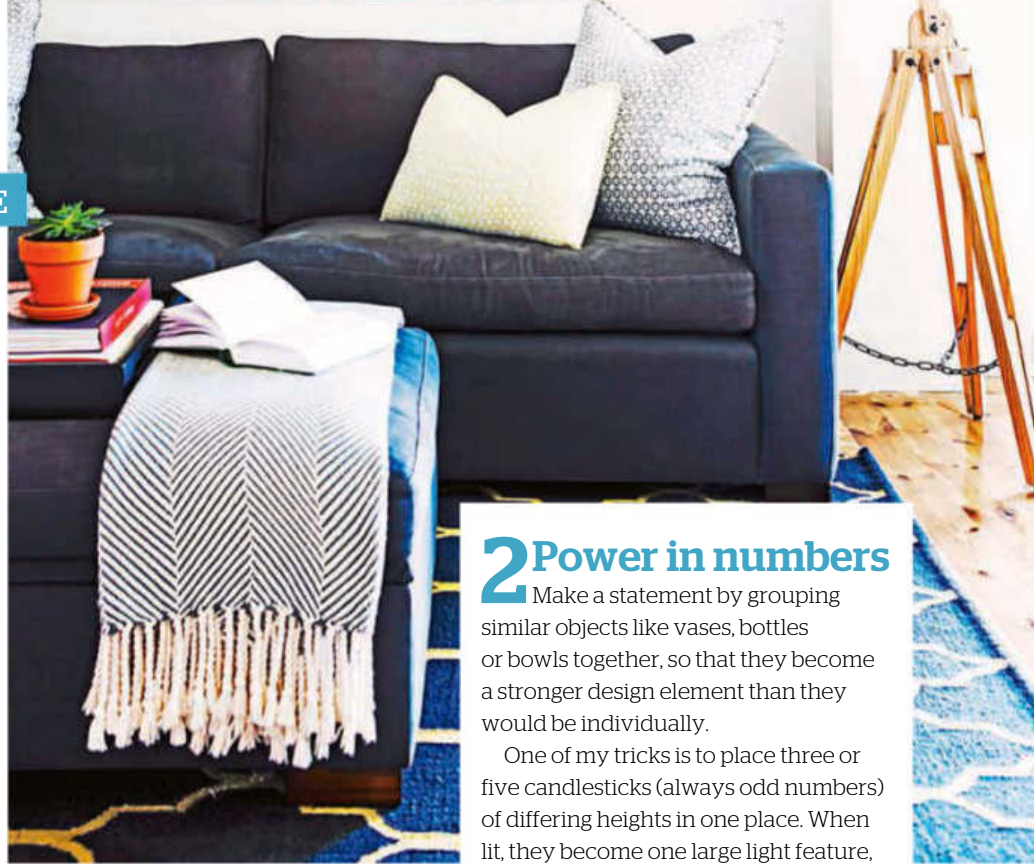 E
2 Power in numbers
Make a statement by grouping
similar objects like vases, bottles
or bowls together, so that they become
a stronger design element than they
would be individually.
One of my tricks is to place three or
five candlesticks (always odd numbers)
of differing heights in one place. When
lit, they become one large light feature,